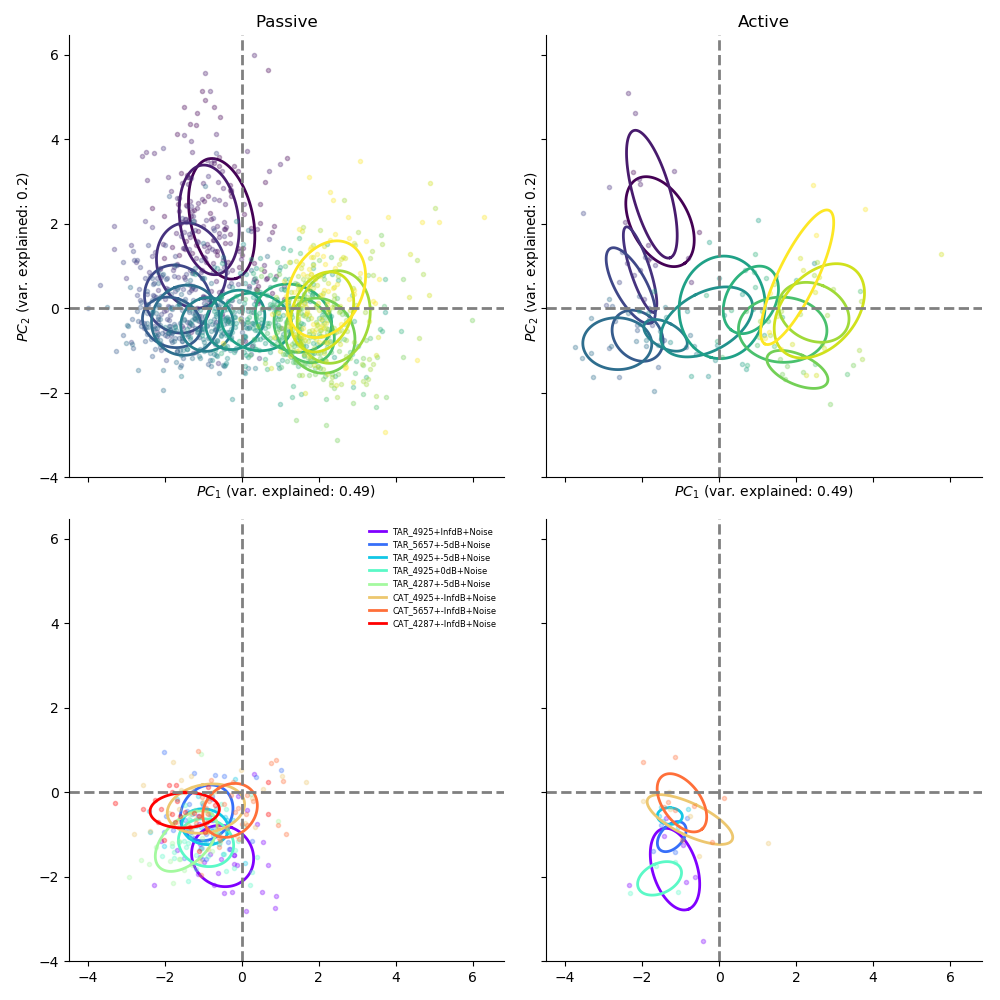 Passive
Active
6
4
2
0
−2
−4
PC2 (var. explained: 0.2)
PC2 (var. explained: 0.2)
PC1 (var. explained: 0.49)
PC1 (var. explained: 0.49)
6
4
2
0
−2
−4
TAR_4925+InfdB+Noise
TAR_5657+-5dB+Noise
TAR_4925+-5dB+Noise
TAR_4925+0dB+Noise
TAR_4287+-5dB+Noise
CAT_4925+-InfdB+Noise
CAT_5657+-InfdB+Noise
CAT_4287+-InfdB+Noise
−4 −2 0 2 4 6
−4 −2 0 2 4 6